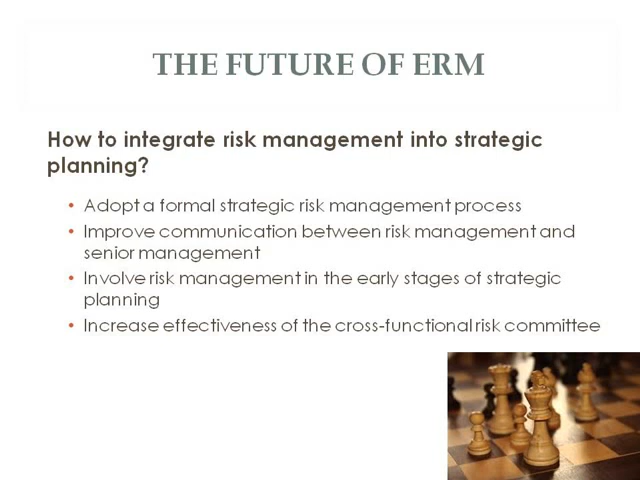 THE FUTURE OF ERM
How to integrate risk management into strategic
planning?
• Adopt a formal strategic risk management process
• Improve communication between risk management and
senior management
• Involve risk management in the early stages of strategic
planning
• Increase effectiveness of the cross-functional risk committee